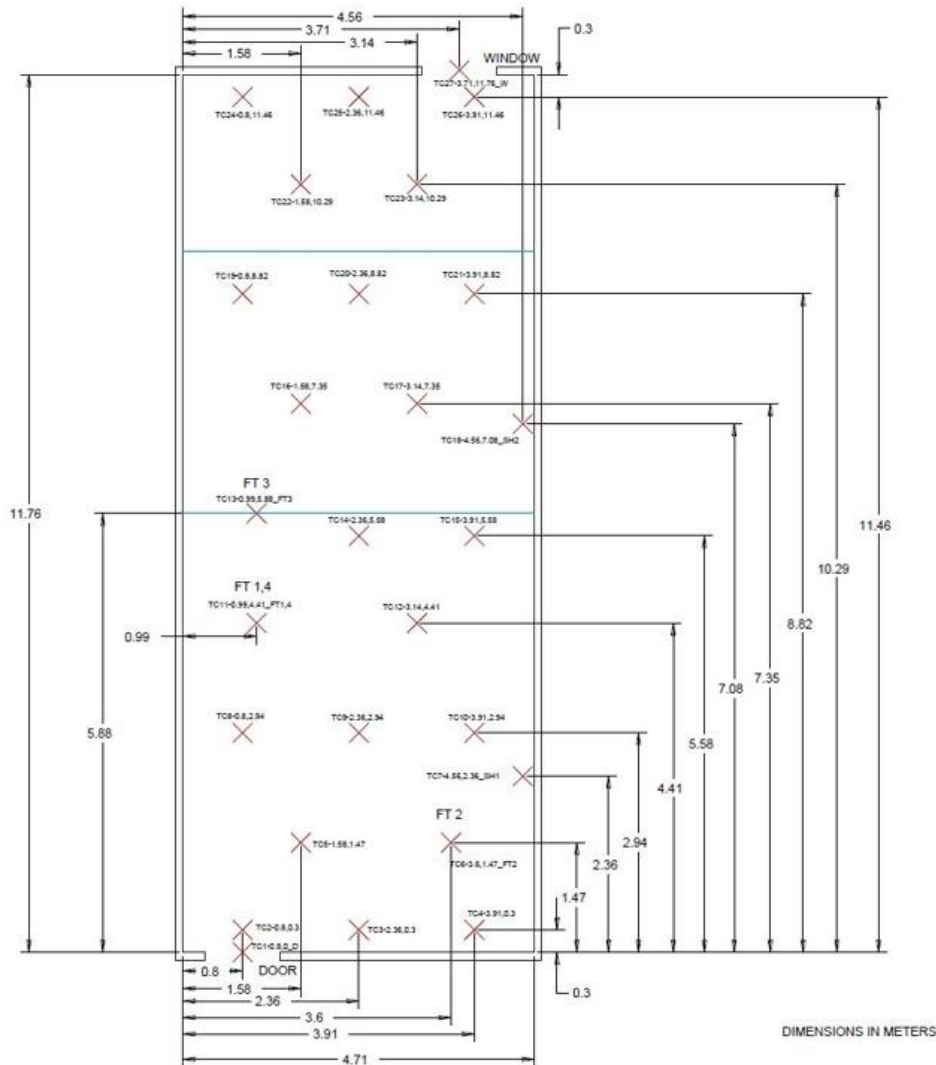 4.56
3.71
3.14
1.58
0.3
WINDOW
TC27-3.71,11.76_W
TC24-0.8,11.46
TC25-2.36,11.46
TC26-3.91,11.46
TC22-1.58,10.29
TC23-3.14,10.29
TC19-0.8,8.82
TC20-2.36,8.82
TC21-3.91,8.82
TC16-1.58,7.35
TC17-3.14,7.35
TC18-4.56,7.08_SH2
FT 3
TC13-0.99,5.88_FT3
11.76
TC14-2.36,5.58
TC15-3.91,5.58
11.46
10.29
FT 1,4
TC11-0.99,4.41_FT1,4
TC12-3.14,4.41
8.82
0.99
7.35
7.08
TC8-0.8,2.94
TC9-2.36,2.94
TC10-3.91,2.94
5.88
5.58
TC7-4.56,2.36_SH1
4.41
FT 2
2.94
TC5-1.58,1.47
TC6-3.6,1.47_FT2
2.36
1.47
TC2-0.8,0.3
TC3-2.36,0.3
TC4-3.91,0.3
TC1-0.8,0_D
0.8
DOOR
1.58
0.3
2.36
3.6
3.91
DIMENSIONS IN METERS
4.71